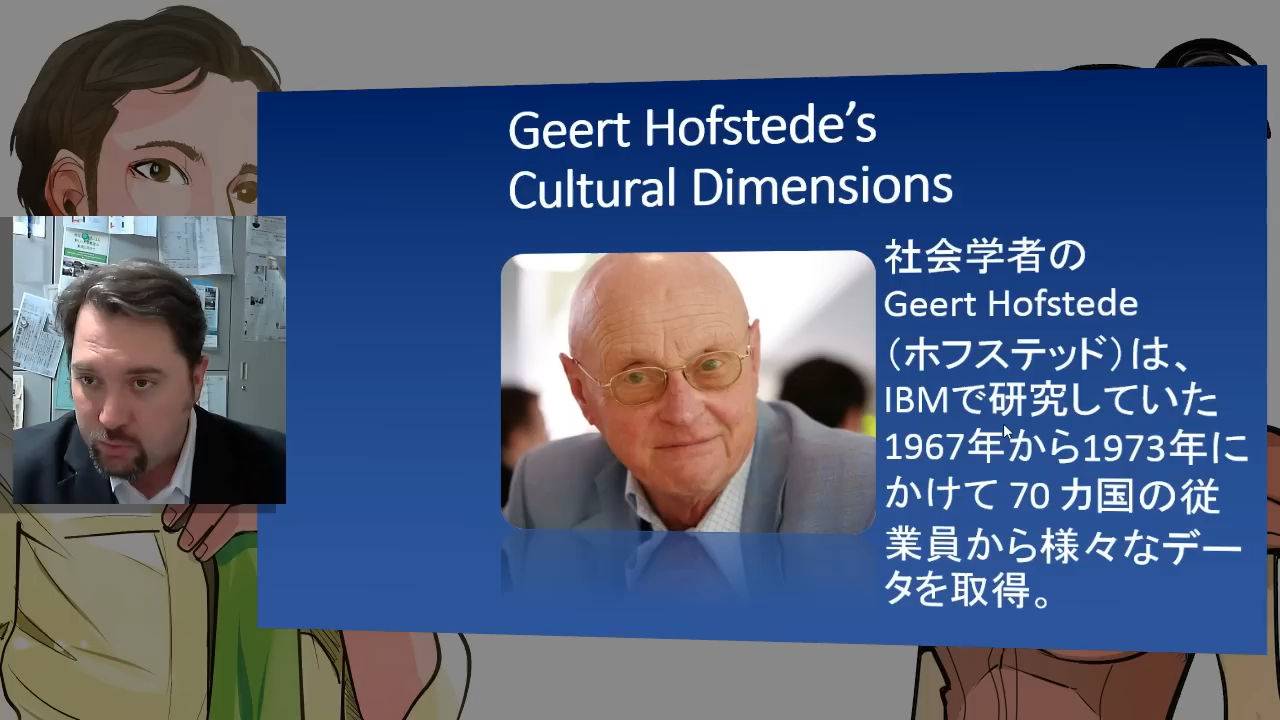 Geert Hofstede’s
Cultural Dimensions
社会学者の
Geert Hofstede
（ホフステッド）は、
IBMで研究していた
1967年から1973年に
かけて 70 カ国の従
業員から様々なデー
タを取得。